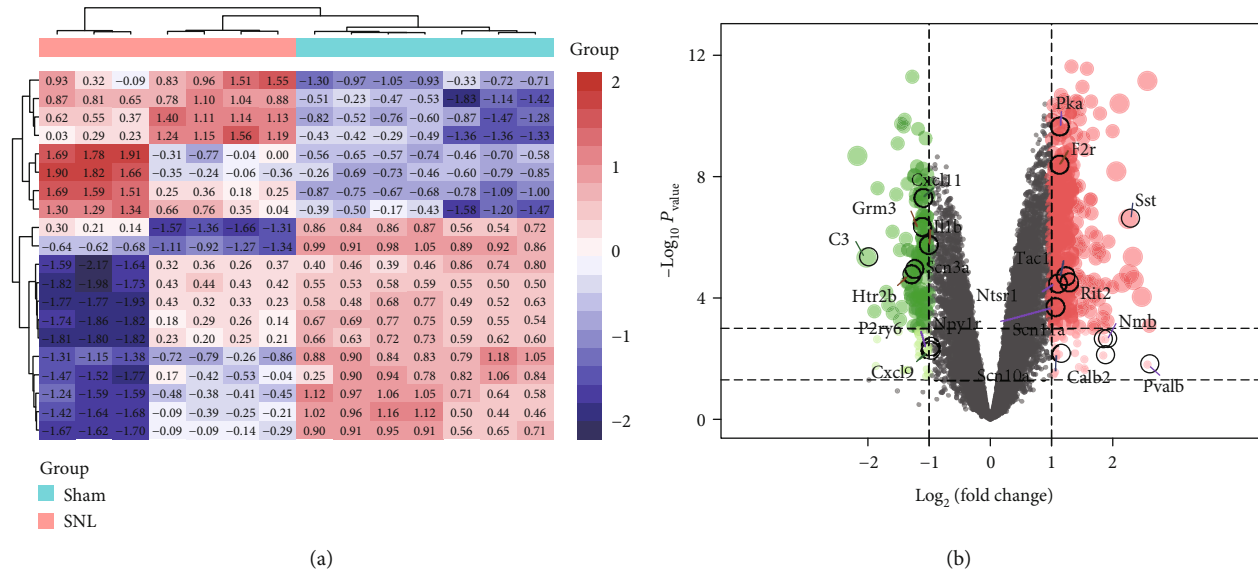 Group
0.93 0.32 −0.09 0.83 0.96 1.51 1.55 −1.30 −0.97 −1.05 −0.93 −0.33 −0.72 −0.71
0.87 0.81 0.65 0.78 1.10 1.04 0.88 −0.51 −0.23 −0.47 −0.53 −1.83 −1.14 −1.42
0.62 0.55 0.37 1.40 1.11 1.14 1.13 −0.82 −0.52 −0.76 −0.60 −0.87 −1.47 −1.28
0.03 0.29 0.23 1.24 1.15 1.56 1.19 −0.43 −0.42 −0.29 −0.49 −1.36 −1.36 −1.33
1.69 1.78 1.91 −0.31 −0.77 −0.04 0.00 −0.56 −0.65 −0.57 −0.74 −0.46 −0.70 −0.58
1.90 1.82 1.66 −0.35 −0.24 −0.06 −0.36 −0.26 −0.69 −0.73 −0.46 −0.60 −0.79 −0.85
1.69 1.59 1.51 0.25 0.36 0.18 0.25 −0.87 −0.75 −0.67 −0.68 −0.78 −1.09 −1.00
1.30 1.29 1.34 0.66 0.76 0.35 0.04 −0.39 −0.50 −0.17 −0.43 −1.58 −1.20 −1.47
0.30 0.21 0.14 −1.57 −1.36 −1.66 −1.31 0.86 0.84 0.86 0.87 0.56 0.54 0.72
−0.64 −0.62 −0.68 −1.11 −0.92 −1.27 −1.34 0.99 0.91 0.98 1.05 0.89 0.92 0.86
−1.59 −2.17 −1.64 0.32 0.36 0.26 0.37 0.40 0.46 0.39 0.46 0.86 0.74 0.80
−1.82 −1.98 −1.73 0.43 0.44 0.43 0.42 0.55 0.53 0.58 0.59 0.55 0.50 0.54
−1.77 −1.77 −1.93 0.43 0.32 0.33 0.23 0.58 0.48 0.68 0.77 0.49 0.52 0.63
−1.74 −1.86 −1.82 0.18 0.29 0.26 0.14 0.67 0.65 0.68 0.77 0.51 0.57 0.69
−1.81 −1.80 −1.82 0.23 0.20 0.25 0.21 0.66 0.63 0.72 0.73 0.59 0.62 0.60
−1.31 −1.15 −1.38 −0.72 −0.79 −0.26 −0.86 0.88 0.90 0.84 0.83 0.79 1.18 1.05
−1.47 −1.52 −1.77 0.17 −0.42 −0.53 −0.04 0.25 0.90 0.94 0.78 0.82 1.06 0.84
−1.24 −1.59 −1.59 −0.48 −0.38 −0.41 −0.45 1.12 0.97 1.06 1.05 0.71 0.64 0.58
−1.42 −1.64 −1.68 −0.09 −0.39 −0.25 −0.21 1.02 0.96 1.16 1.12 0.50 0.44 0.46
−1.67 −1.62 −1.70 −0.09 −0.09 −0.14 −0.29 0.90 0.91 0.95 0.91 0.56 0.65 0.71
2
1
0
−1
−2
Group
Sham
SNL
(a)
−Log10 Pvalue
12
8
4
0
Pka
F2r
Cxcl11
Grm3
Il1b
Sst
C3
Tac1
Scn3a
Htr2b
Ntsr1
Rit2
P2ry6
Npy1r
Scn11a
Nmb
Cxcl9
Scn10a
Calb2
Pvalb
−2 −1 0 1 2
Log2 (fold change)
(b)